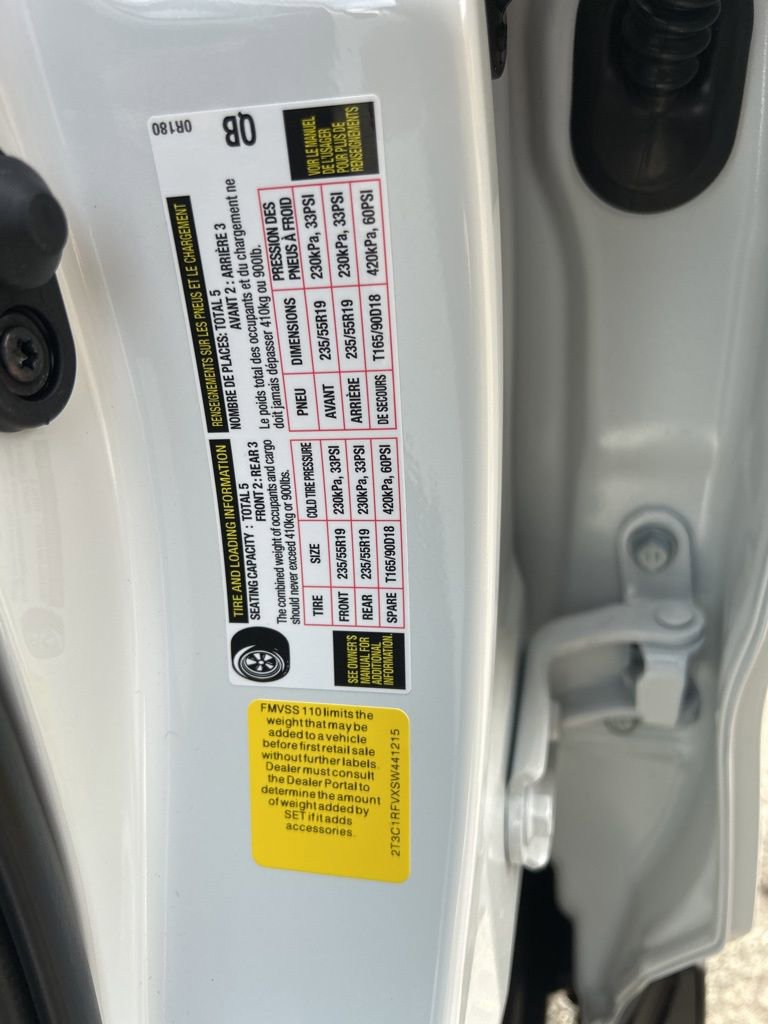 TIRE AND LOADING INFORMATION
SEATING CAPACITY : TOTAL 5
FRONT 2 : REAR 3
The combined weight of occupants and cargo
should never exceed 410kg or 900lbs.
TIRE SIZE COLD TIRE PRESSURE
FRONT 235/55R19 230kPa, 33PSI
REAR 235/55R19 230kPa, 33PSI
SPARE T165/90D18 420kPa, 60PSI
SEE OWNER'S
MANUAL FOR
ADDITIONAL
INFORMATION.
RENSEIGNEMENTS SUR LES PNEUS ET LE CHARGEMENT
NOMBRE DE PLACES: TOTAL 5
AVANT 2 : ARRIÈRE 3
Le poids total des occupants et du chargement ne
doit jamais dépasser 410kg ou 900lb.
PNEU DIMENSIONS PRESSION DES
PNEUS À FROID
AVANT 235/55R19 230kPa, 33PSI
ARRIÈRE 235/55R19 230kPa, 33PSI
DE SECOURS T165/90D18 420kPa, 60PSI
VOIR LE MANUEL
DE L'USAGER
POUR PLUS DE
RENSEIGNEMENTS
0R180
QB
FMVSS 110 limits the
weight that may be
added to a vehicle
before first retail sale
without further labels.
Dealer must consult
the Dealer Portal to
determine the amount
of weight added by
SET if it adds
accessories.
2T3C1RFVXSW441215